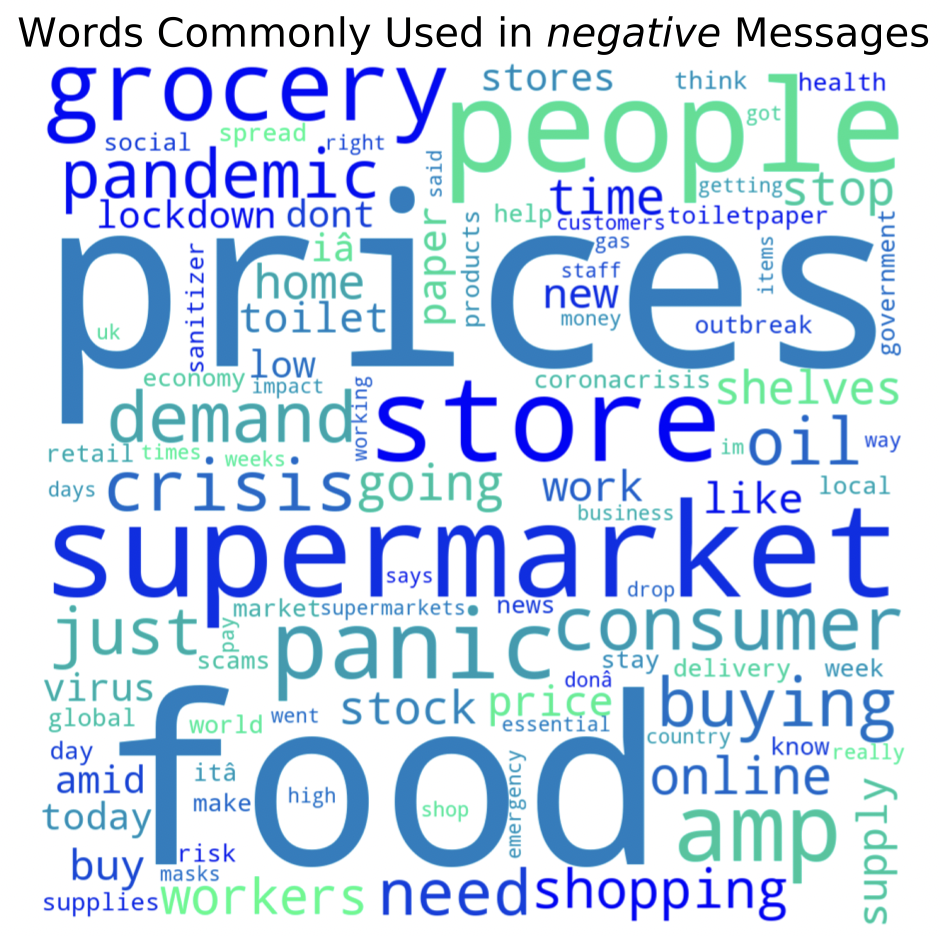 Words Commonly Used in negative Messages
grocery
stores
think
health
people
got
social
spread
right
pandemic
said
time
getting
stop
lockdown
dont
help
customers
toiletpaper
prices
iâ
paper
products
gas
items
government
sanitizer
home
staff
new
toilet
money
outbreak
uk
low
economy
impact
coronacrisis
shelves
demand
working
store
im
oil
way
retail
times
weeks
days
crisis
going
work
like
local
business
supermarket
says
drop
just
pay
market
supermarkets
news
consumer
panic
scams
stay
delivery
week
virus
donâ
buying
global
world
went
stock
price
essential
country
know
really
day
food
itâ
amid
make
high
shop
emergency
online
today
amp
supply
buy
risk
masks
supplies
workers
need
shopping